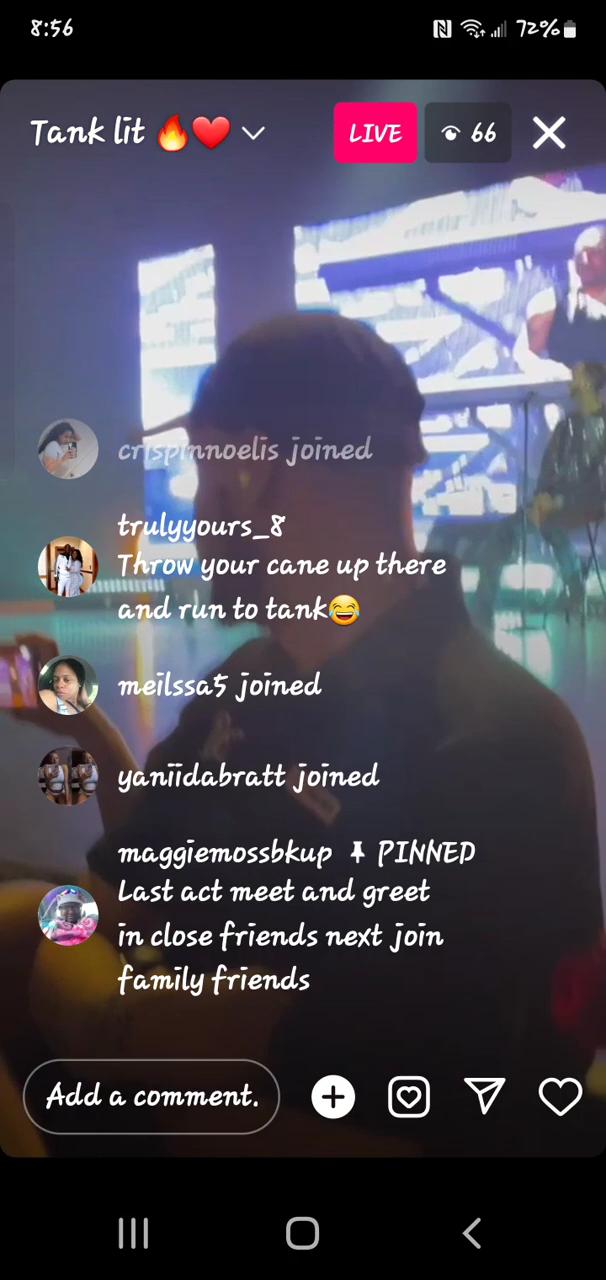 8:56
72%
Tank lit 🔥❤️
LIVE
66
crispinnoelis joined
trulyyours_8
Throw your cane up there
and run to tank😂
meilssa5 joined
yaniidabratt joined
maggiemossbkup PINNED
Last act meet and greet
in close friends next join
family friends
Add a comment.